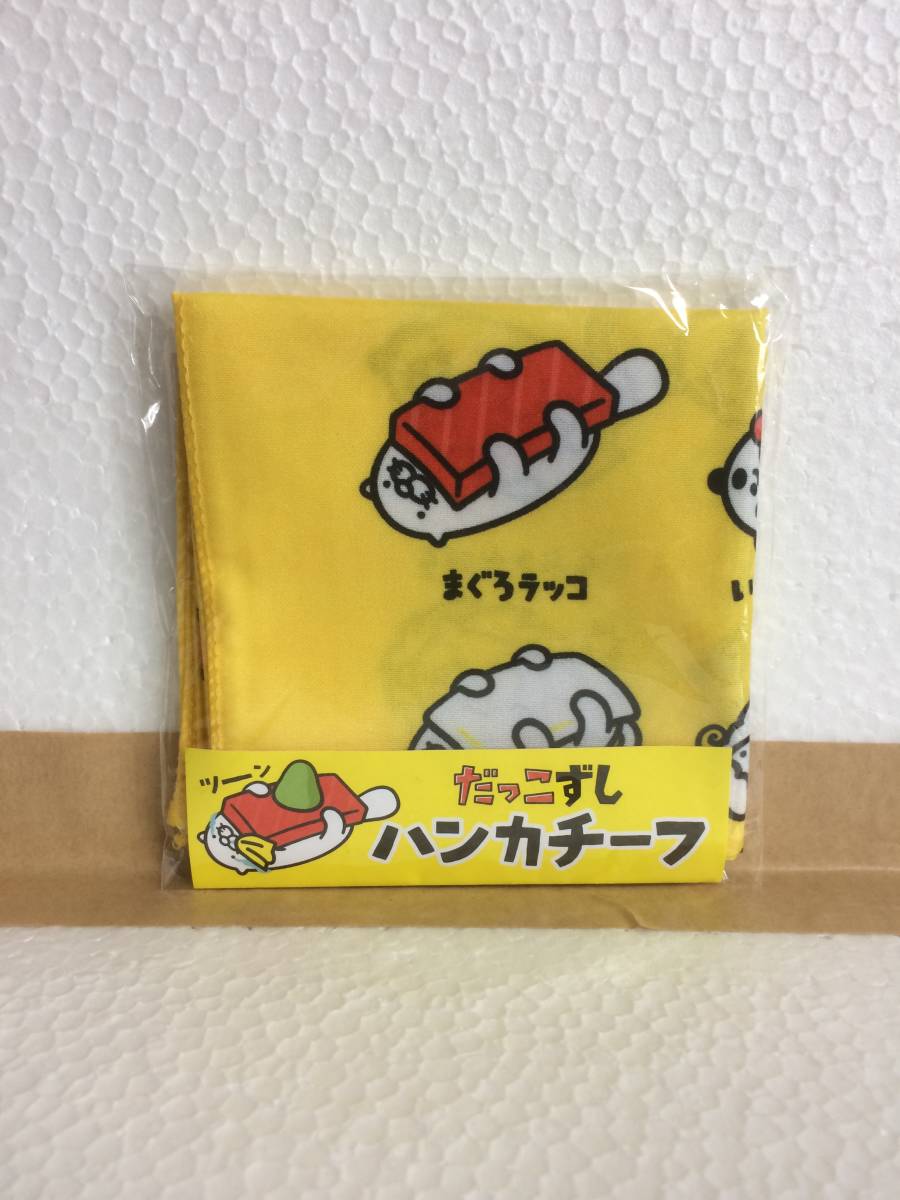 まぐろラッコ
い
ツーン
だっこずし
ハンカチーフ